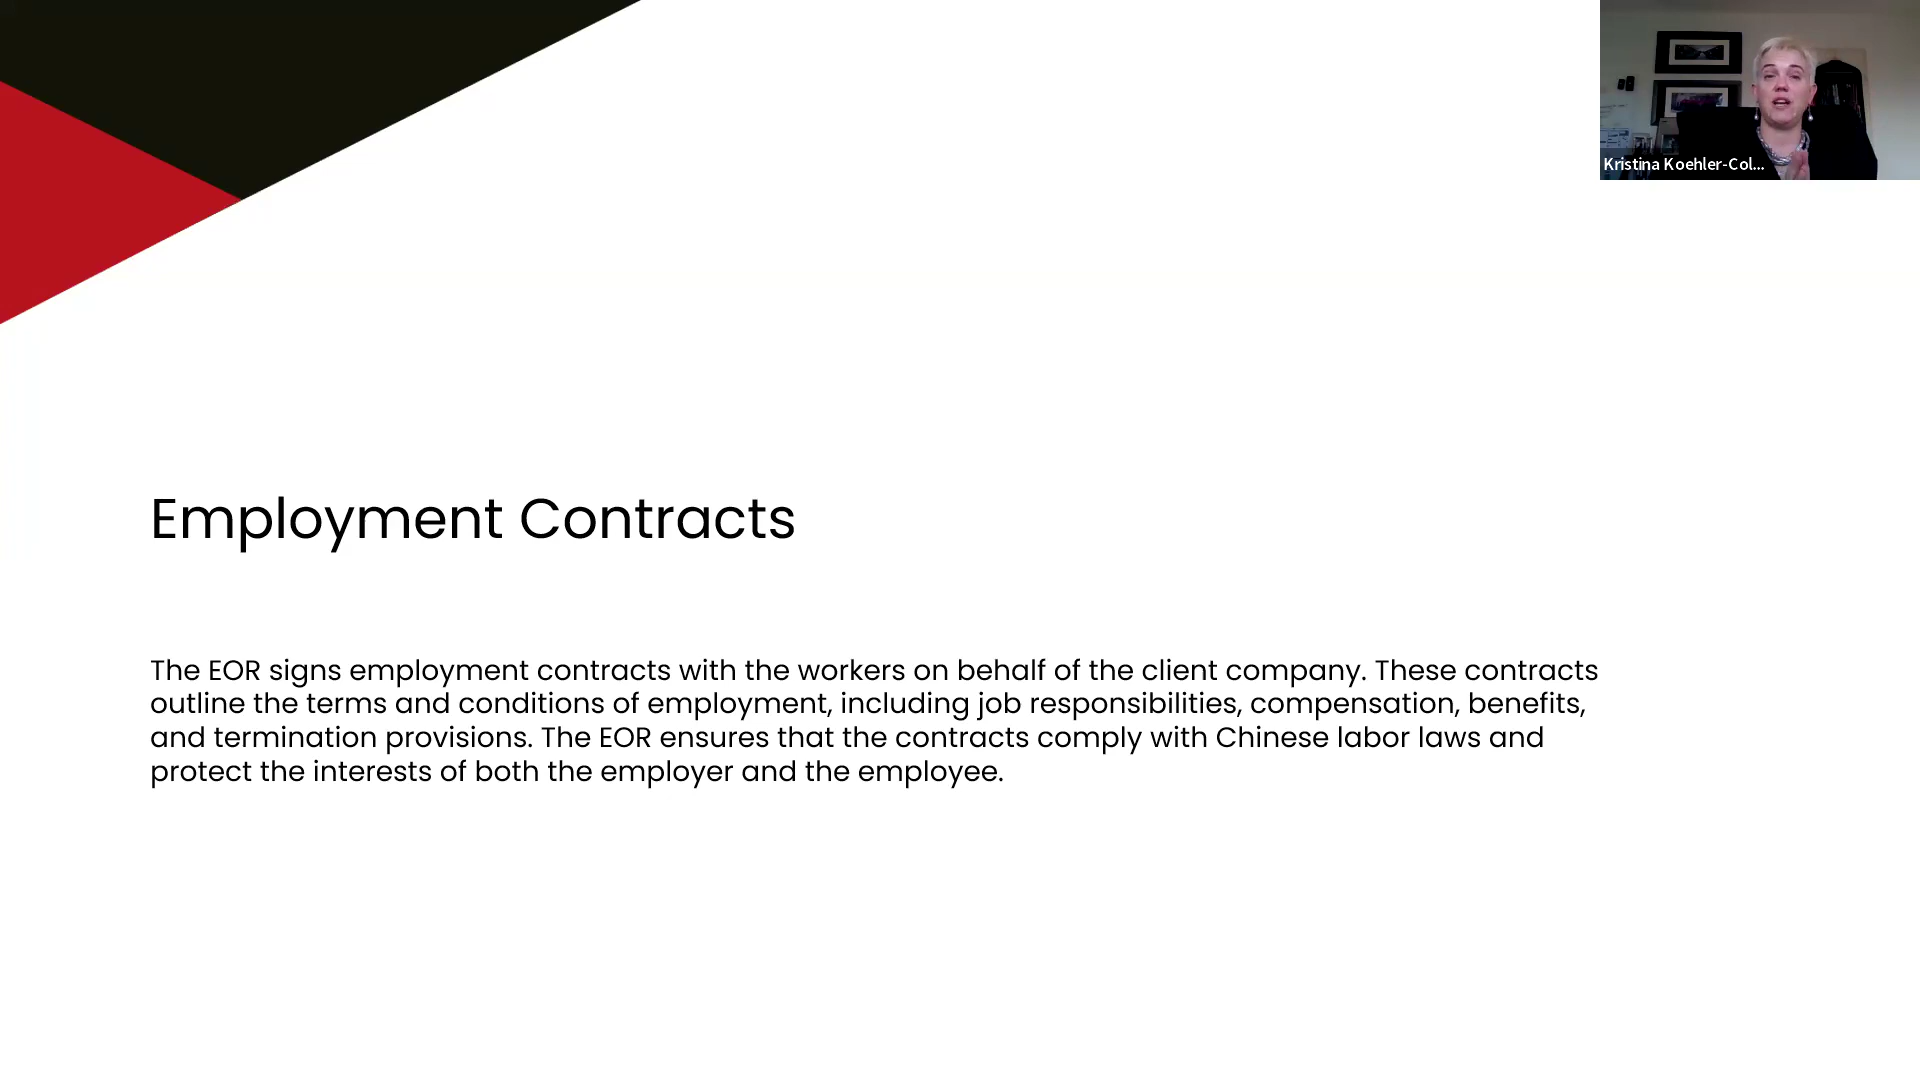 Kristina Koehler-Col...
Employment Contracts
The EOR signs employment contracts with the workers on behalf of the client company. These contracts
outline the terms and conditions of employment, including job responsibilities, compensation, benefits,
and termination provisions. The EOR ensures that the contracts comply with Chinese labor laws and
protect the interests of both the employer and the employee.